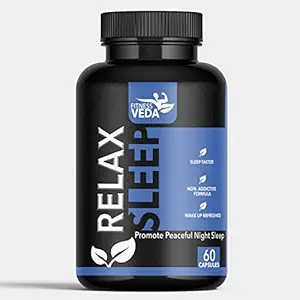 FITNESS
VEDA
RELAX
SLEEP
SLEEP FASTER
NON-ADDICTIVE
FORMULA
WAKE UP REFRESHED
Promote Peaceful Night Sleep
60
CAPSULES